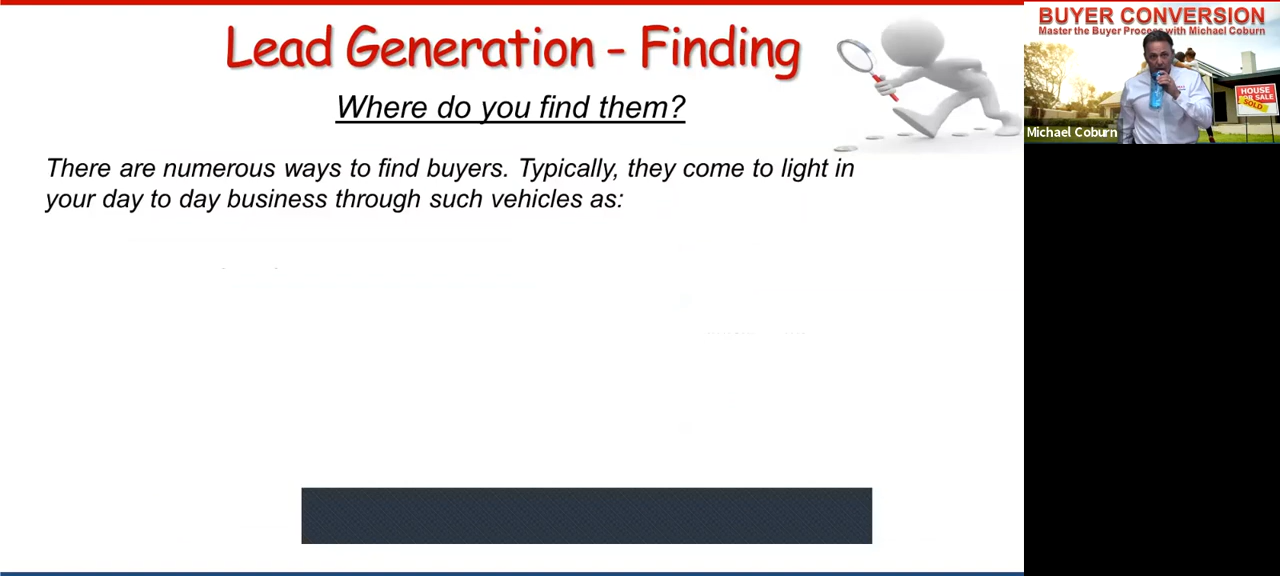 Lead Generation - Finding
Where do you find them?
There are numerous ways to find buyers. Typically, they come to light in
your day to day business through such vehicles as:
BUYER CONVERSION
Master the Buyer Process with Michael Coburn
HOUSE
FOR SALE
SOLD
Michael Coburn